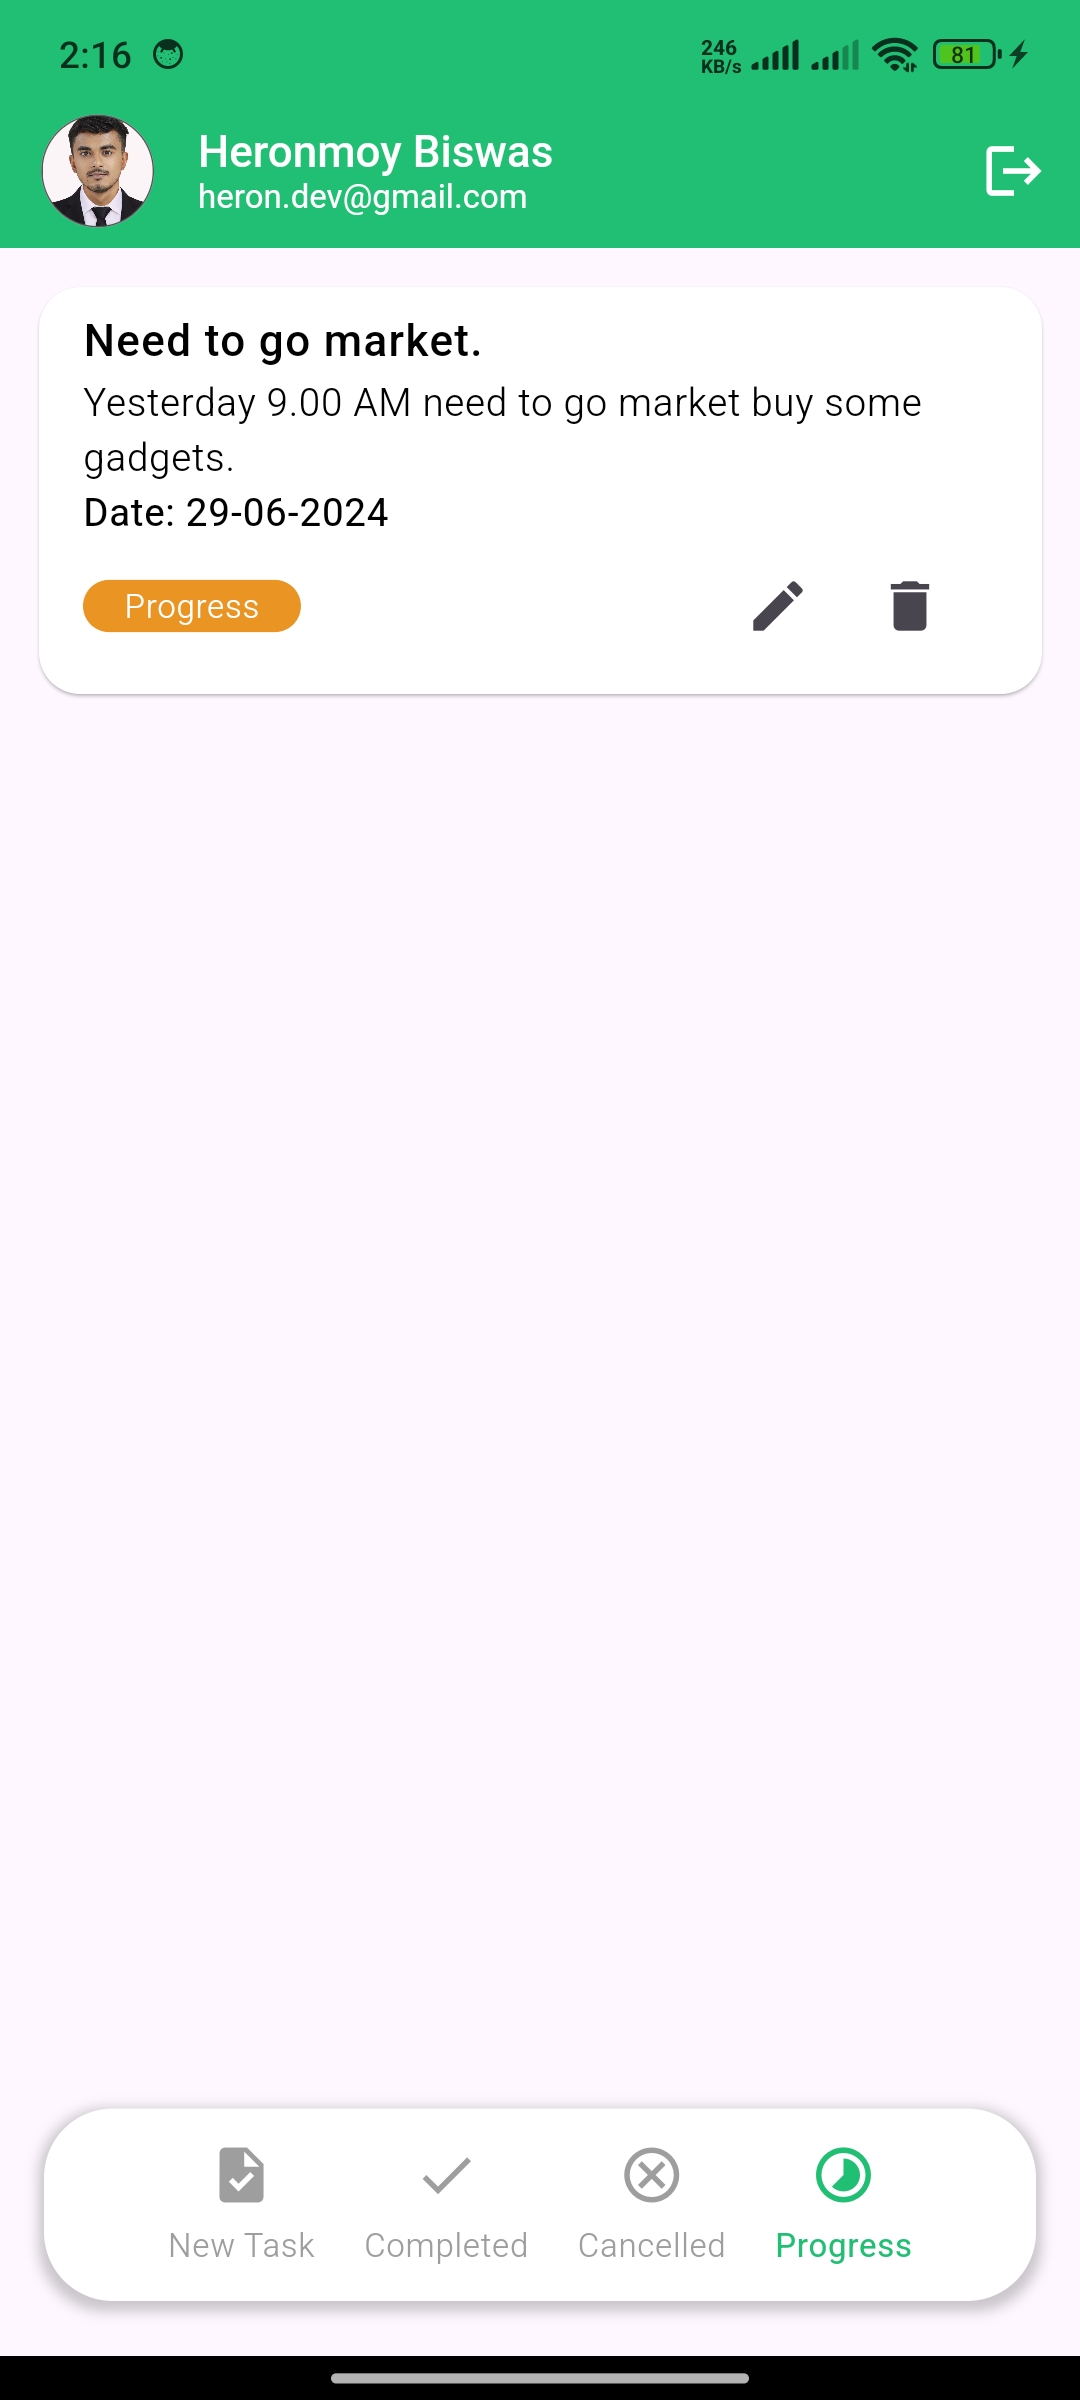 2:16
246
KB/s
81
Heronmoy Biswas
heron.dev@gmail.com
Need to go market.
Yesterday 9.00 AM need to go market buy some
gadgets.
Date: 29-06-2024
Progress
New Task
Completed
Cancelled
Progress